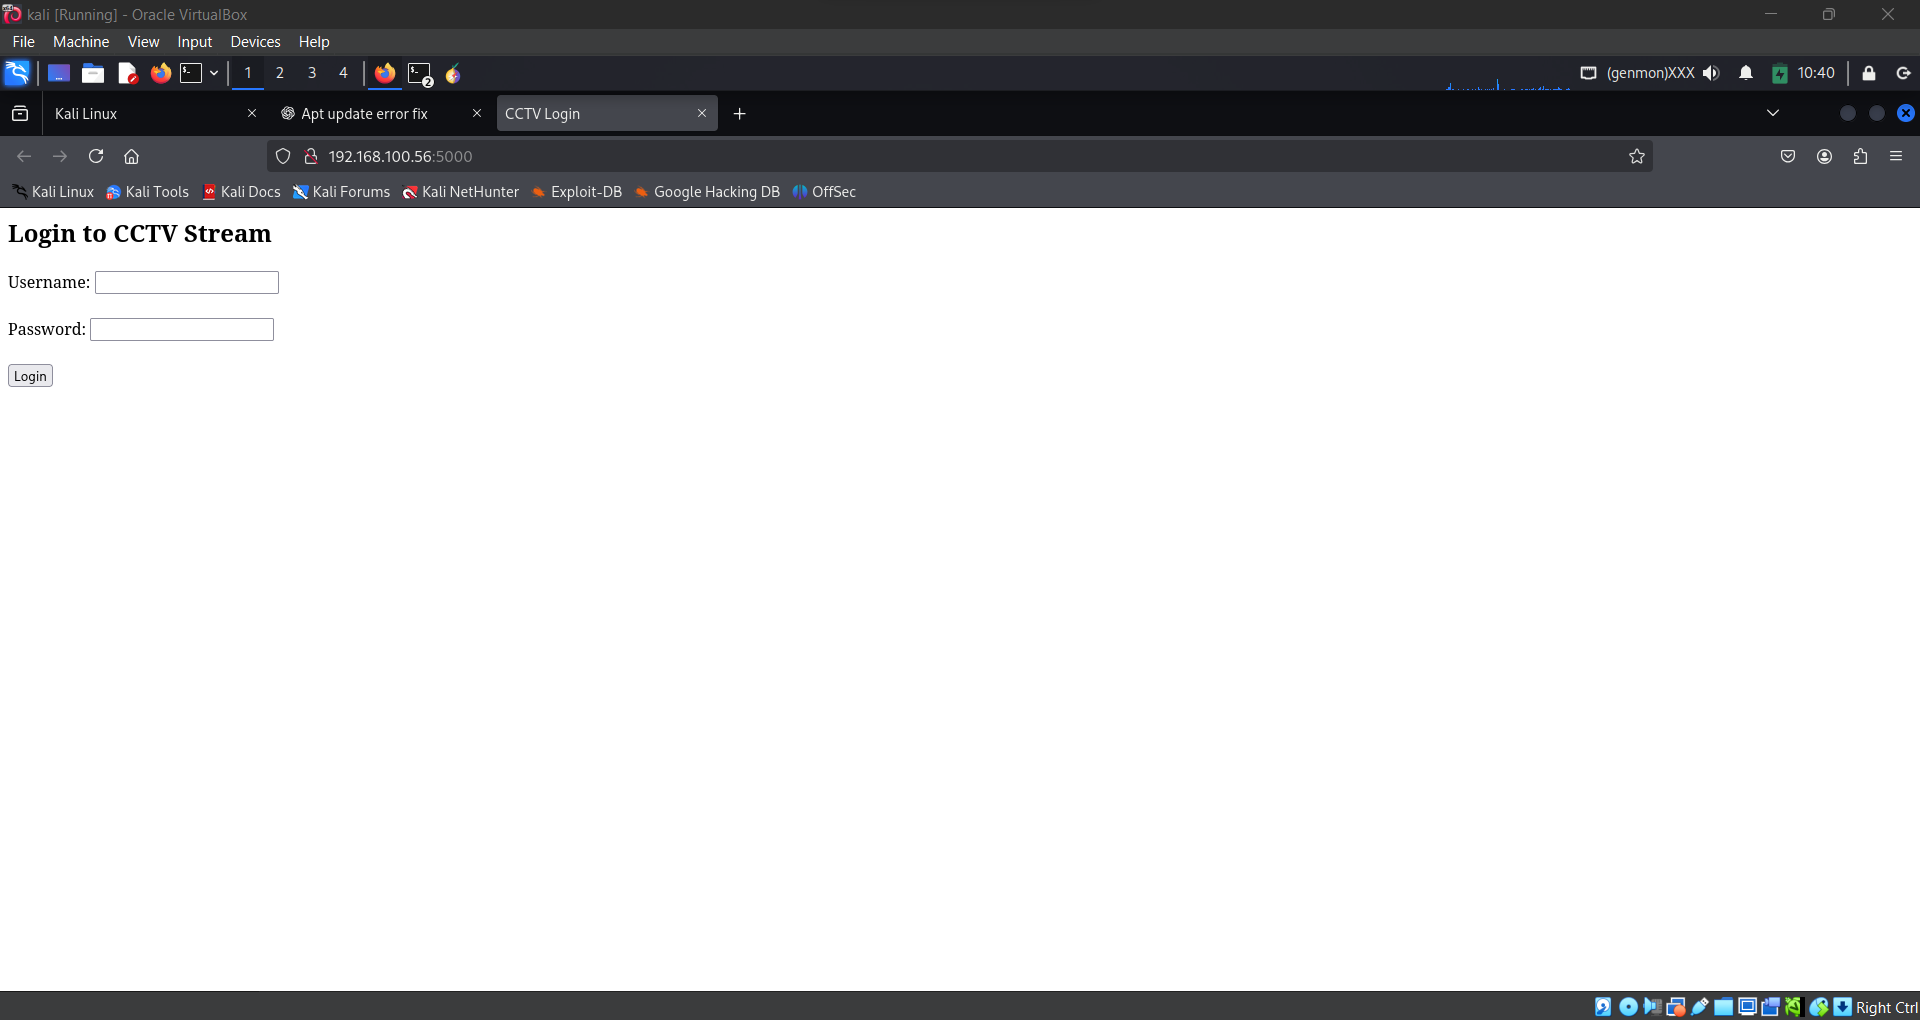 kali [Running] - Oracle VirtualBox
File Machine View Input Devices Help
1 2 3 4 2 (genmon)XXX 10:40
Kali Linux Apt update error fix CCTV Login
192.168.100.56:5000
Kali Linux Kali Tools Kali Docs Kali Forums Kali NetHunter Exploit-DB Google Hacking DB OffSec
Login to CCTV Stream
Username:
Password:
Login
Right Ctrl